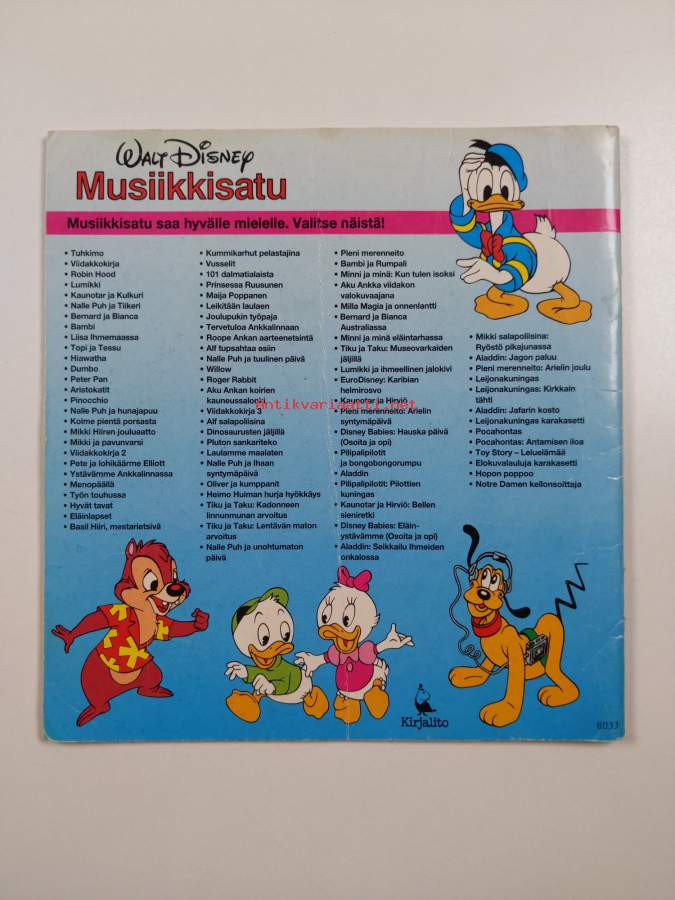 WALT DISNEY
Musiikkisatu
Musiikkisatu saa hyvälle mielelle. Valitse näistä!
• Tuhkimo
• Viidakkokirja
• Robin Hood
• Lumikki
• Kaunotar ja Kulkuri
• Nalle Puh ja Tiikeri
• Bernard ja Bianca
• Bambi
• Liisa Ihmemaassa
• Topi ja Tessu
• Hiawatha
• Dumbo
• Peter Pan
• Aristokatit
• Pinocchio
• Nalle Puh ja hunajapuu
• Kolme pientä porsasta
• Mikki Hiiren jouluaatto
• Mikki ja pavunvarsi
• Viidakkokirja 2
• Pete ja lohikäärme Elliott
• Ystävämme Ankkalinnassa
• Menopäällä
• Työn touhussa
• Hyvät tavat
• Eläinlapset
• Basil Hiiri, mestarietsivä
• Kummikarhut pelastajina
• Vusselit
• 101 dalmatialaista
• Prinsessa Ruusunen
• Maija Poppanen
• Leikitään laulaen
• Joulupukin työpaja
• Tervetuloa Ankkalinnaan
• Roope Ankan aarteenetsintä
• Alf tupsahtaa esiin
• Nalle Puh ja tuulinen päivä
• Willow
• Roger Rabbit
• Aku Ankan koirien
kauneussalonki
• Viidakkokirja 3
• Alf salapoliisina
• Dinosaurusten jäljillä
• Pluton sankariteko
• Laulamme maalaten
• Nalle Puh ja Ihaan
syntymäpäivä
• Oliver ja kumppanit
• Heimo Huiman hurja hyökkäys
• Tiku ja Taku: Kadonneen
linnunmunan arvoitus
• Tiku ja Taku: Lentävän maton
arvoitus
• Nalle Puh ja unohtumaton
päivä
• Pieni merenneito
• Bambi ja Rumpali
• Minni ja minä: Kun tulen isoksi
• Aku Ankka viidakon
valokuvaajana
• Milla Magia ja onnenlantti
• Bernard ja Bianca
Australiassa
• Minni ja minä eläintarhassa
• Tiku ja Taku: Museovarkaiden
jäljillä
• Lumikki ja ihmeellinen jalokivi
• EuroDisney: Karibian
helmirosvo
• Kaunotar ja Hirviö
• Pieni merenneito: Arielin
syntymäpäivä
• Disney Babies: Hauska päivä
(Osoita ja opi)
• Pilipalipilotit
ja bongobongorumpu
• Aladdin
• Pilipalipilotit: Pilottien
kuningas
• Kaunotar ja Hirviö: Bellen
sieniretki
• Disney Babies: Eläin-
ystävämme (Osoita ja opi)
• Aladdin: Seikkailu Ihmeiden
onkalossa
• Mikki salapoliisina:
Ryöstö pikajunassa
• Aladdin: Jagon paluu
• Pieni merenneito: Arielin joulu
• Leijonakuningas
• Leijonakuningas: Kirkkain
tähti
• Aladdin: Jafarin kosto
• Leijonakuningas karakasetti
• Pocahontas
• Pocahontas: Antamisen iloa
• Toy Story – Leluelämää
• Elokuvalauluja karakasetti
• Hopon poppoo
• Notre Damen kellonsoittaja
antikvariaatti.net
Kirjalito
8033